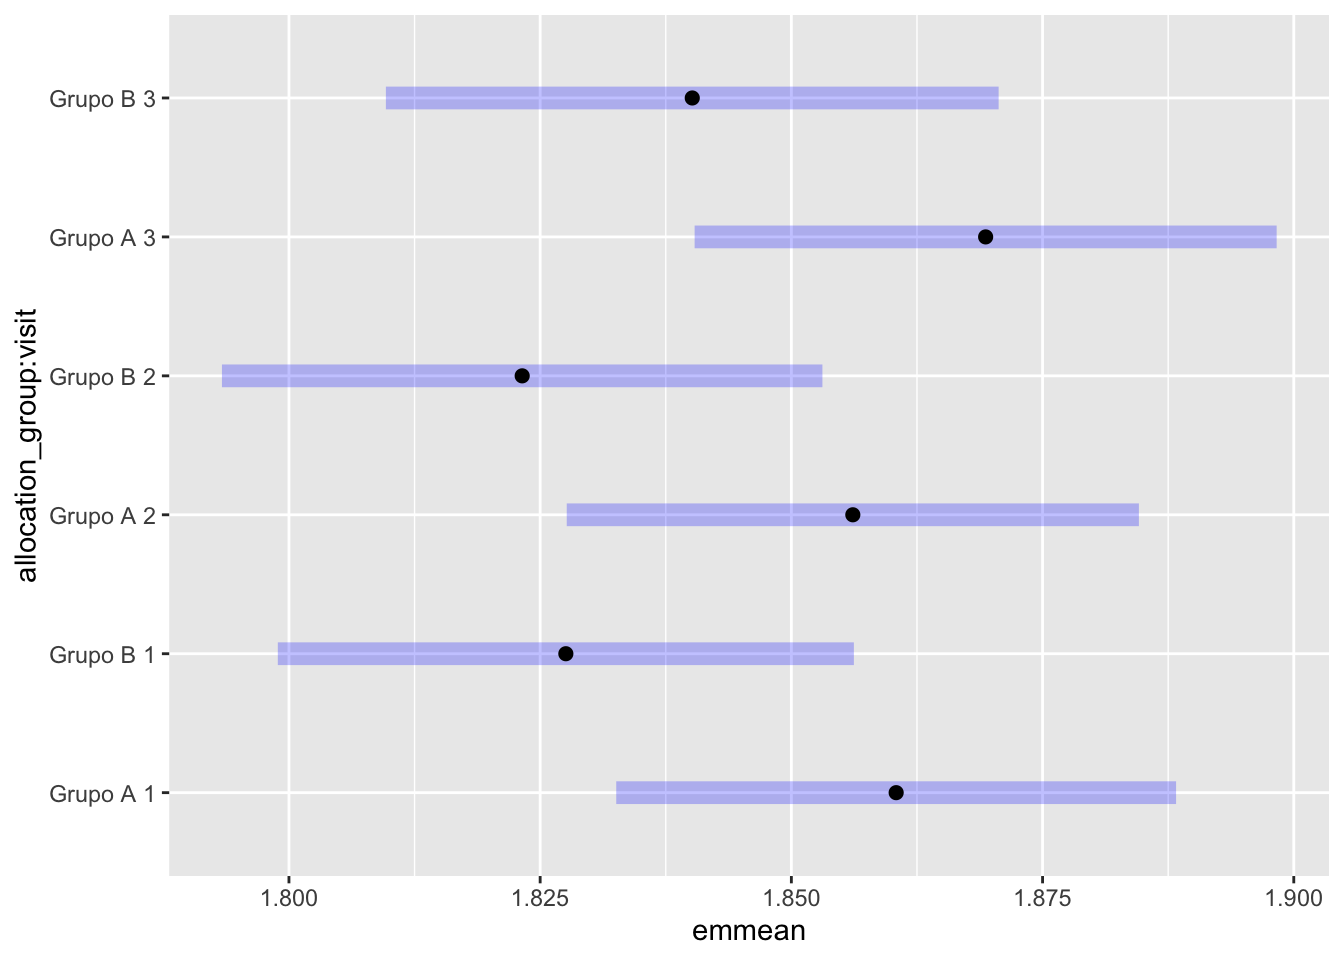 allocation_group:visit
Grupo B 3
Grupo A 3
Grupo B 2
Grupo A 2
Grupo B 1
Grupo A 1
1.800 1.825 1.850 1.875 1.900
emmean